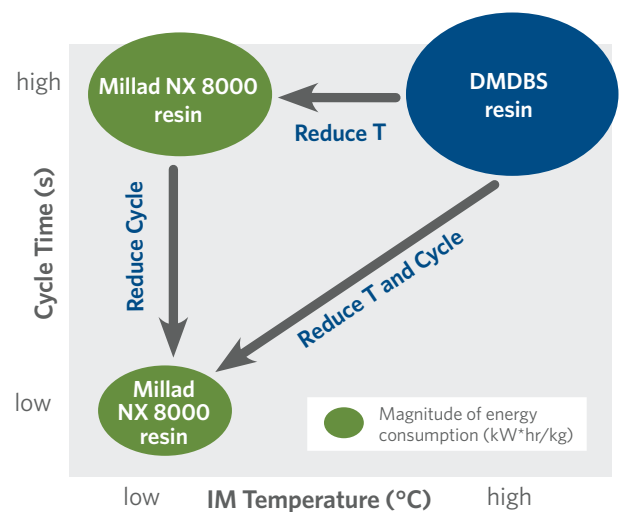 high
Millad NX 8000
resin
DMDBS
resin
Reduce T
Cycle Time (s)
Reduce Cycle
Reduce T and Cycle
Millad
NX 8000
resin
low
Magnitude of energy
consumption (kW*hr/kg)
low
IM Temperature (°C)
high